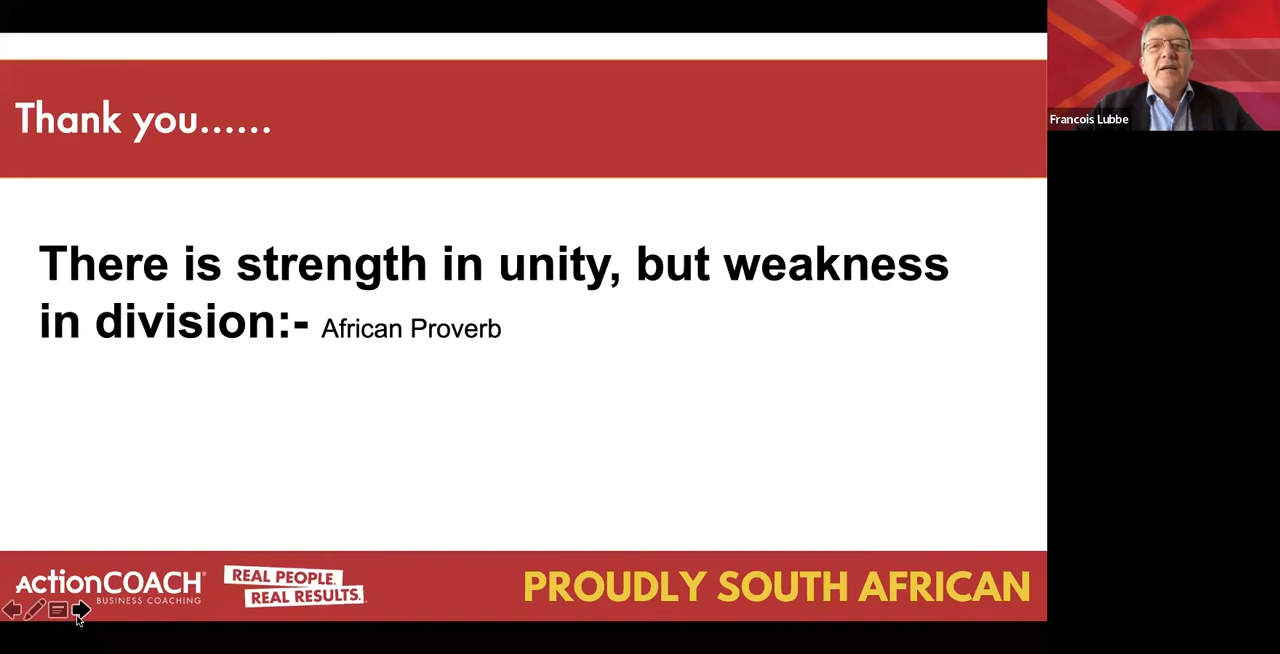 Thank you......
Francois Lubbe
There is strength in unity, but weakness
in division:- African Proverb
ActionCOACH®
BUSINESS COACHING
REAL PEOPLE.
REAL RESULTS.
PROUDLY SOUTH AFRICAN